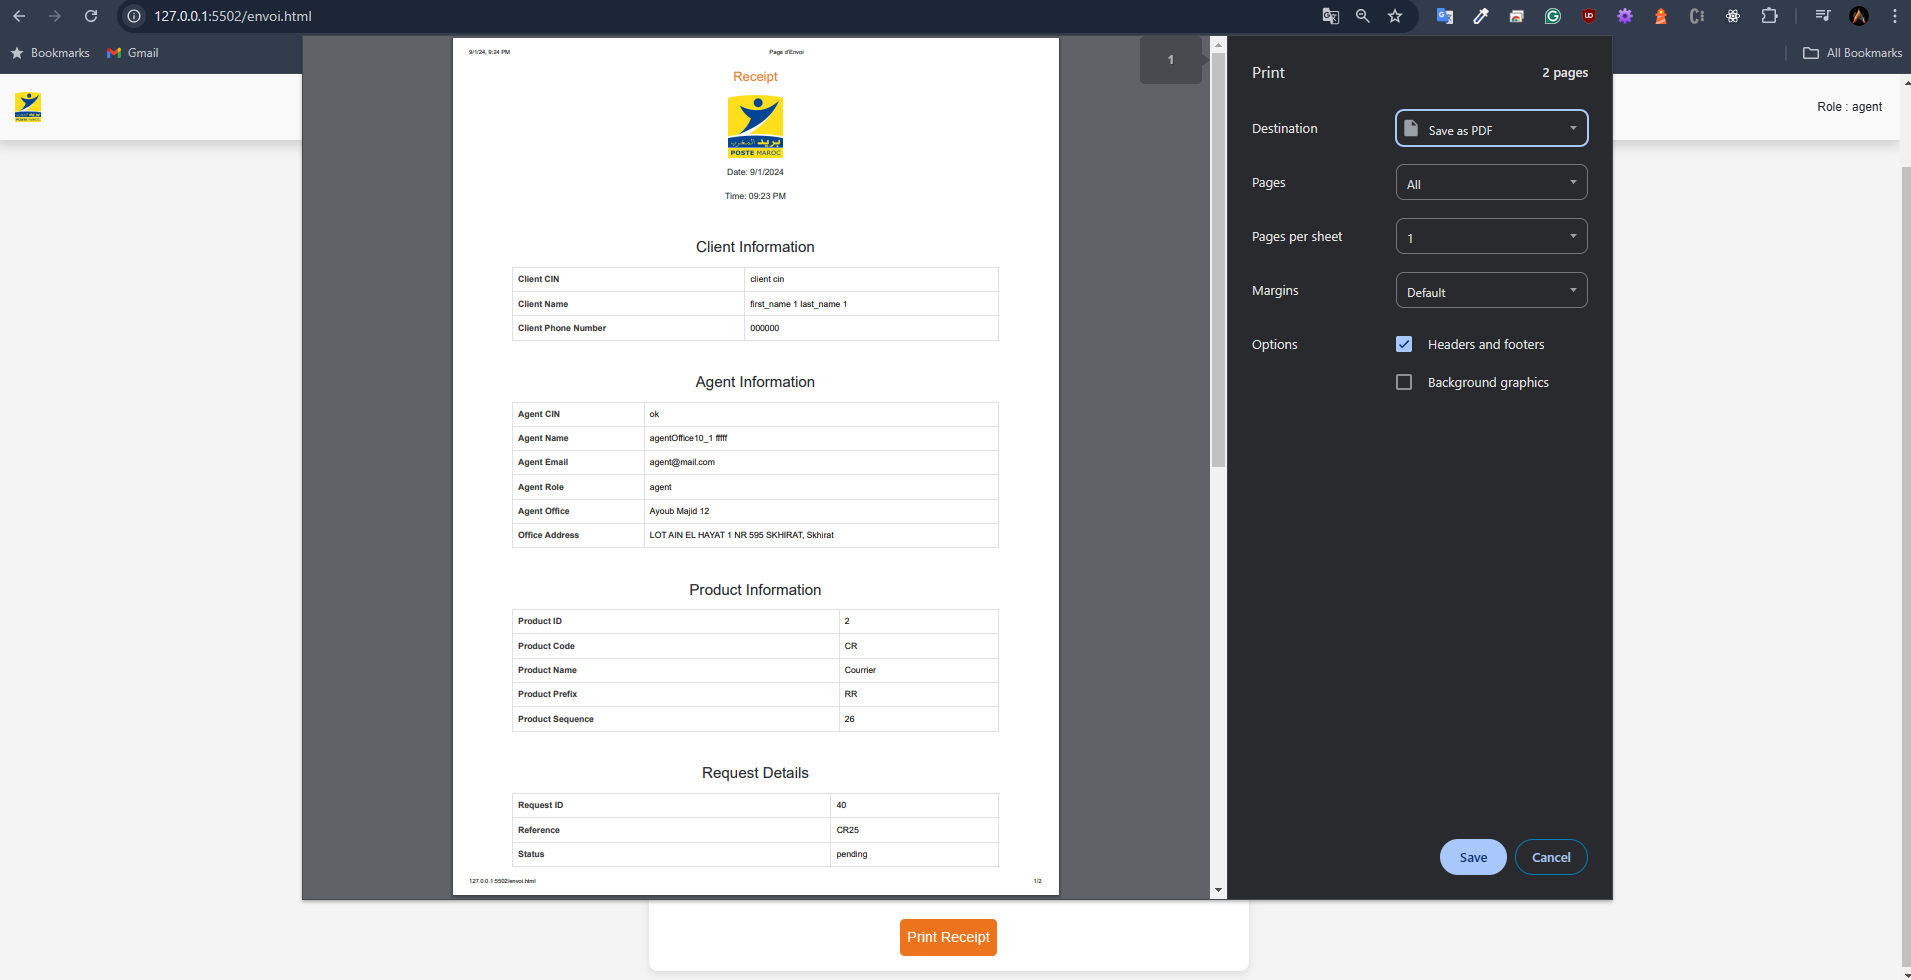 127.0.0.1:5502/envoi.html
Bookmarks
Gmail
All Bookmarks
Role : agent
9/1/24, 9:24 PM
Page d'Envoi
Receipt
بريد المغرب
POSTE MAROC
Date: 9/1/2024
Time: 09:23 PM
Client Information
Client CIN client cin
Client Name first_name 1 last_name 1
Client Phone Number 000000
Agent Information
Agent CIN ok
Agent Name agentOffice10_1 fffff
Agent Email agent@mail.com
Agent Role agent
Agent Office Ayoub Majid 12
Office Address LOT AIN EL HAYAT 1 NR 595 SKHIRAT, Skhirat
Product Information
Product ID 2
Product Code CR
Product Name Courrier
Product Prefix RR
Product Sequence 26
Request Details
Request ID 40
Reference CR25
Status pending
127.0.0.1:5502/envoi.html
1/2
1
Print
2 pages
Destination
Save as PDF
Pages
All
Pages per sheet
1
Margins
Default
Options
Headers and footers
Background graphics
Save
Cancel
Print Receipt